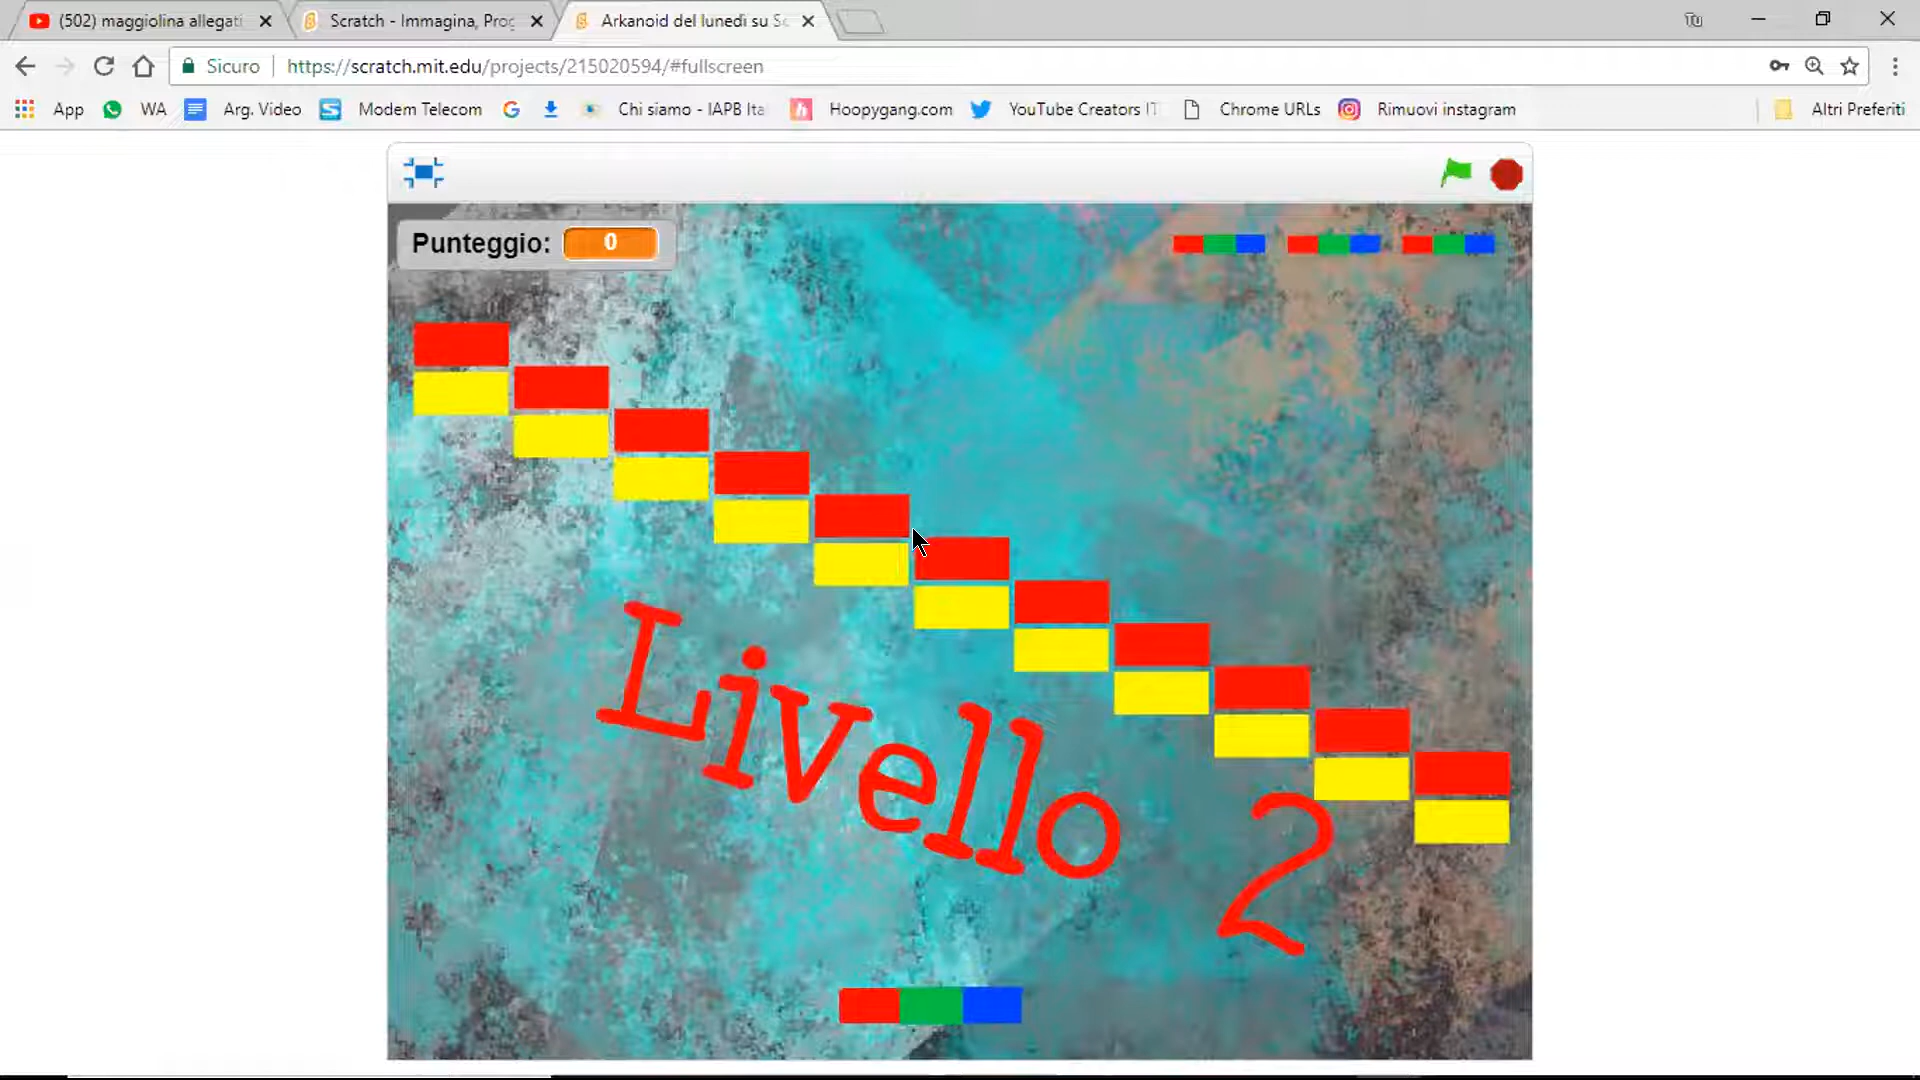 (502) maggiolina allegati
Scratch - Immagina, Prog
Arkanoid del lunedì su Sc
Tu
Sicuro
https://scratch.mit.edu/projects/215020594/#fullscreen
App
WA
Arg. Video
Modem Telecom
Chi siamo - IAPB Ita
Hoopygang.com
YouTube Creators IT
Chrome URLs
Rimuovi instagram
Altri Preferiti
Punteggio: 0
Livello 2